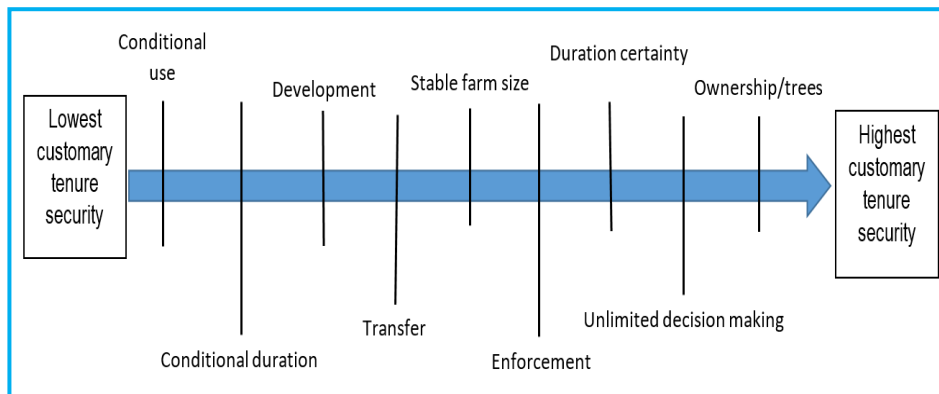 Conditional
use
Duration certainty
Development
Stable farm size
Ownership/trees
Lowest
customary
tenure
security
Highest
customary
tenure
security
Transfer
Unlimited decision making
Conditional duration
Enforcement